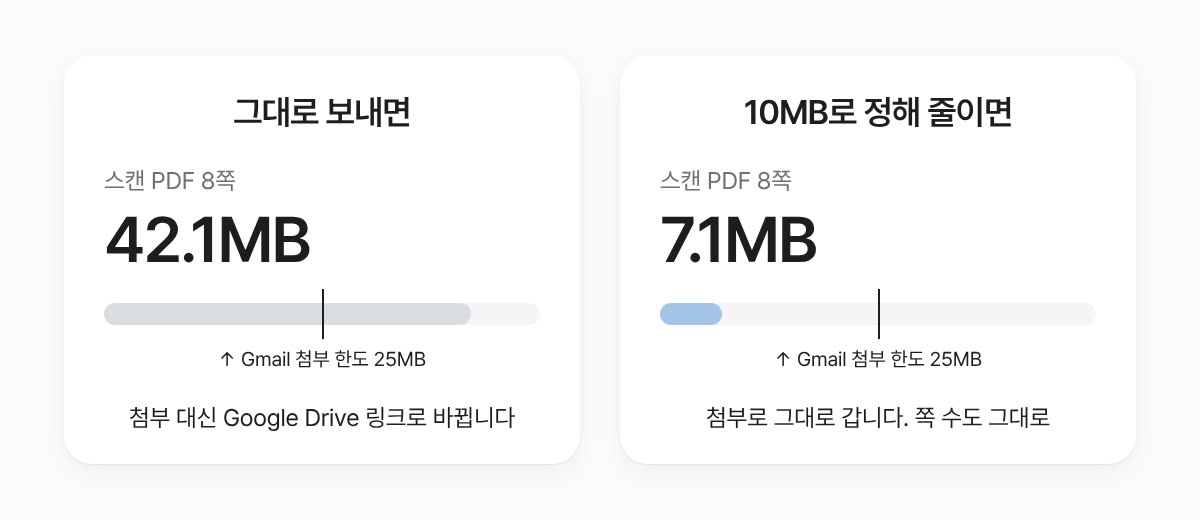 그대로 보내면
스캔 PDF 8쪽
42.1MB
↑ Gmail 첨부 한도 25MB
첨부 대신 Google Drive 링크로 바뀝니다
10MB로 정해 줄이면
스캔 PDF 8쪽
7.1MB
↑ Gmail 첨부 한도 25MB
첨부로 그대로 갑니다. 쪽 수도 그대로